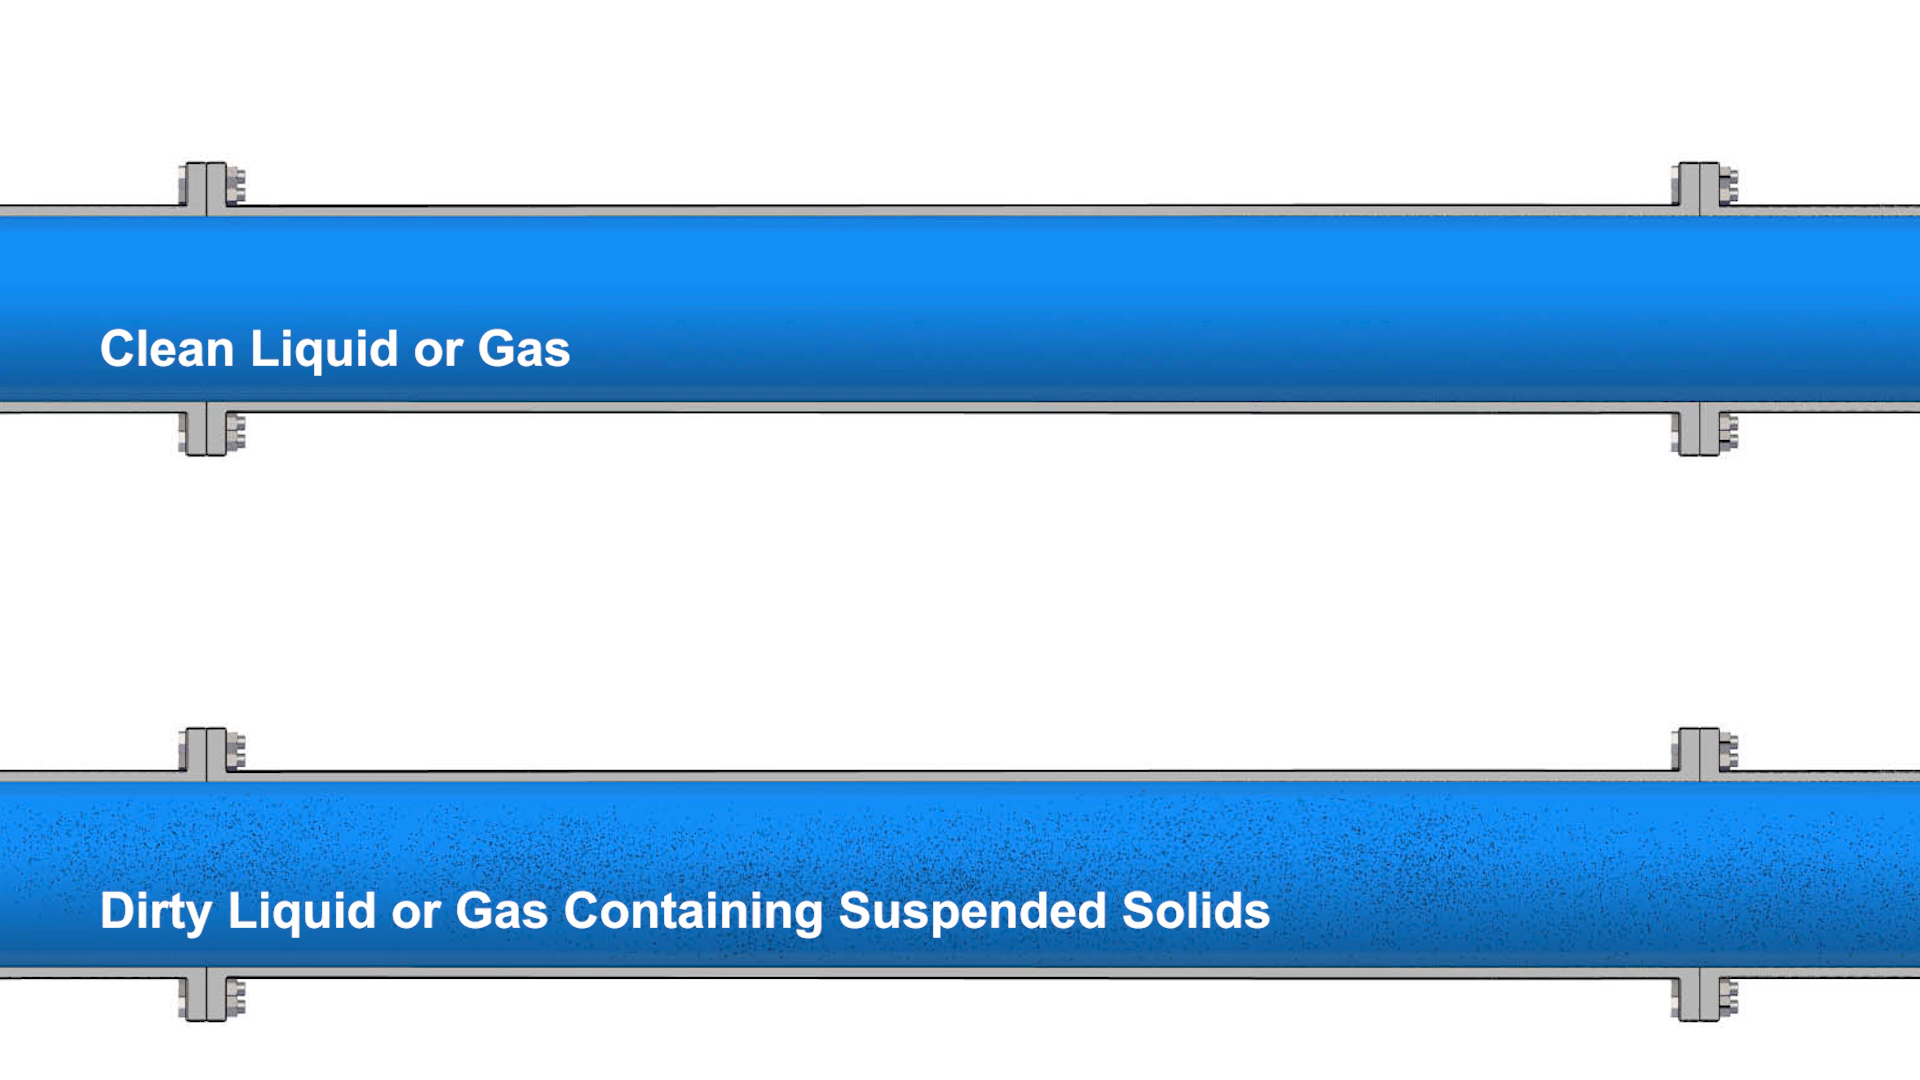 Clean Liquid or Gas
Dirty Liquid or Gas Containing Suspended Solids